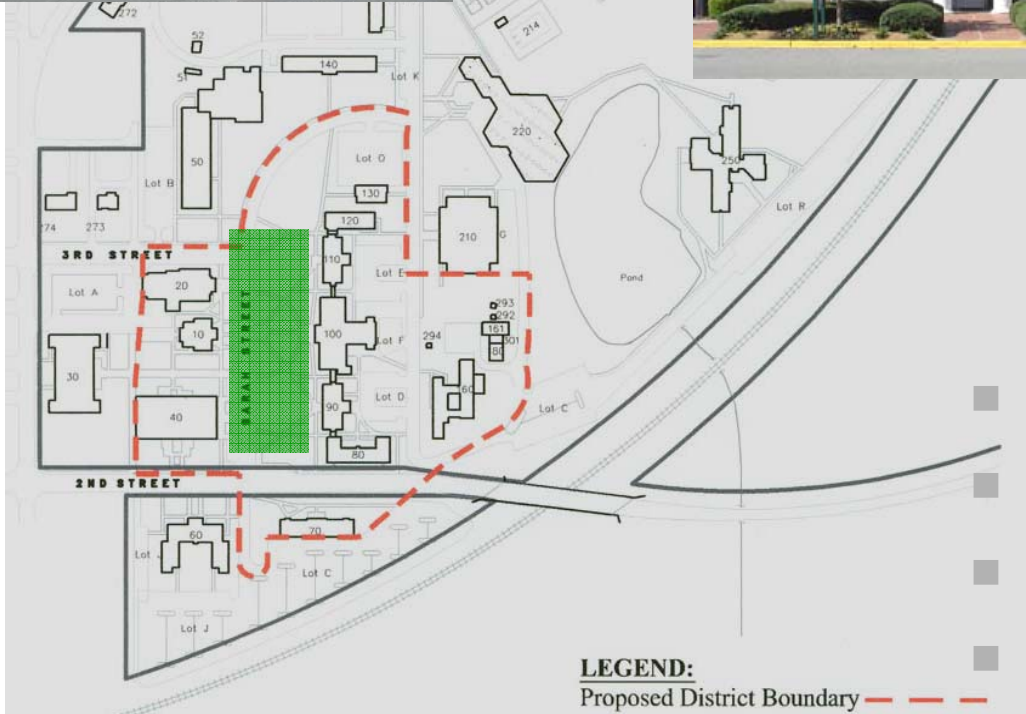 272
52
214
51
140
Lot K
220
50
Lot O
250
Lot B
130
Lot R
274
273
120
210
G
3RD STREET
110
Lot A
20
Lot E
Pond
293
292
10
SARAH STREET
100
294
161
301
Lot F
80
30
60
90
Lot D
40
Lot C
80
2ND STREET
70
60
Lot
Lot C
Lot J
LEGEND:
Proposed District Boundary